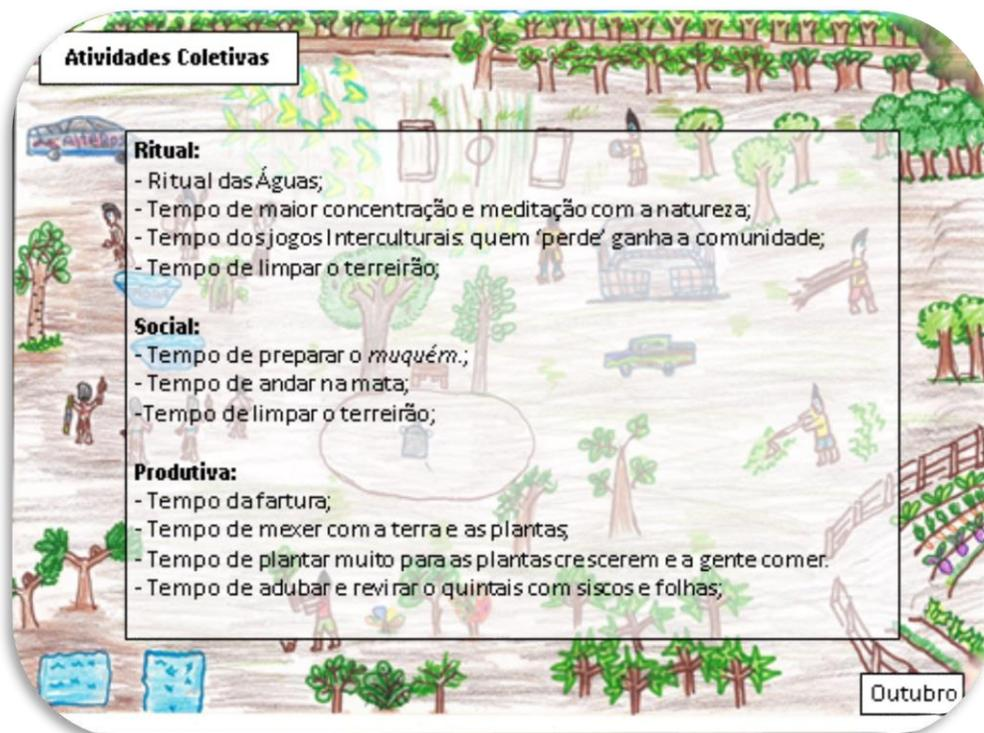 Atividades Coletivas
Ritual:
- Ritual das Águas;
- Tempo de maior concentração e meditação com a natureza;
- Tempo dos jogos Interculturais: quem ‘perde’ ganha a comunidade;
- Tempo de limpar o terreirão;
Social:
- Tempo de preparar o muquém.;
- Tempo de andar na mata;
-Tempo de limpar o terreirão;
Produtiva:
- Tempo da fartura;
- Tempo de mexer com a terra e as plantas;
- Tempo de plantar muito para as plantas crescerem e a gente comer.
- Tempo de adubar e revirar o quintais com siscos e folhas;
Outubro